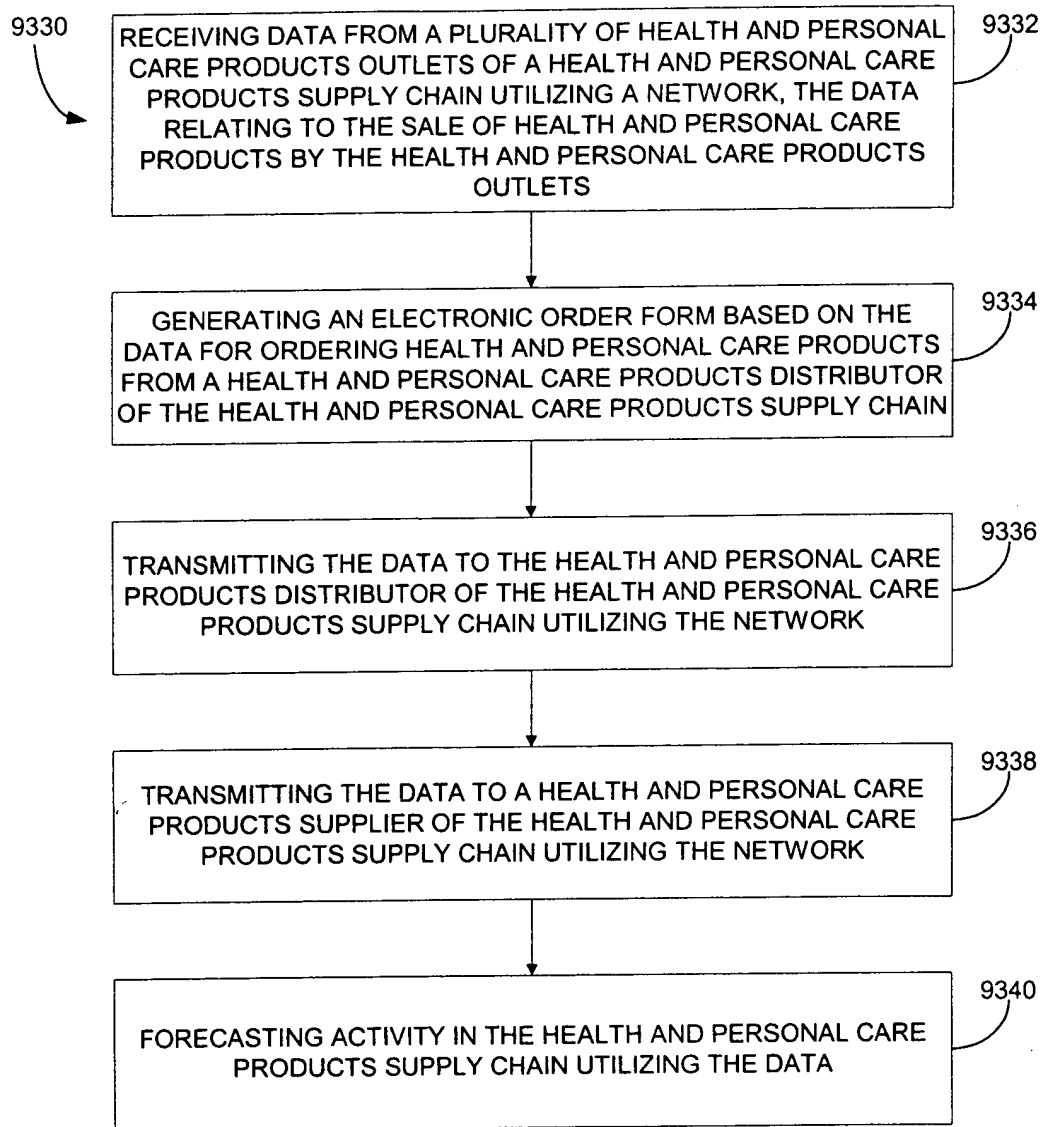 9330
9332
RECEIVING DATA FROM A PLURALITY OF HEALTH AND PERSONAL
CARE PRODUCTS OUTLETS OF A HEALTH AND PERSONAL CARE
PRODUCTS SUPPLY CHAIN UTILIZING A NETWORK, THE DATA
RELATING TO THE SALE OF HEALTH AND PERSONAL CARE
PRODUCTS BY THE HEALTH AND PERSONAL CARE PRODUCTS
OUTLETS
9334
GENERATING AN ELECTRONIC ORDER FORM BASED ON THE
DATA FOR ORDERING HEALTH AND PERSONAL CARE PRODUCTS
FROM A HEALTH AND PERSONAL CARE PRODUCTS DISTRIBUTOR
OF THE HEALTH AND PERSONAL CARE PRODUCTS SUPPLY CHAIN
9336
TRANSMITTING THE DATA TO THE HEALTH AND PERSONAL CARE
PRODUCTS DISTRIBUTOR OF THE HEALTH AND PERSONAL CARE
PRODUCTS SUPPLY CHAIN UTILIZING THE NETWORK
9338
TRANSMITTING THE DATA TO A HEALTH AND PERSONAL CARE
PRODUCTS SUPPLIER OF THE HEALTH AND PERSONAL CARE
PRODUCTS SUPPLY CHAIN UTILIZING THE NETWORK
9340
FORECASTING ACTIVITY IN THE HEALTH AND PERSONAL CARE
PRODUCTS SUPPLY CHAIN UTILIZING THE DATA